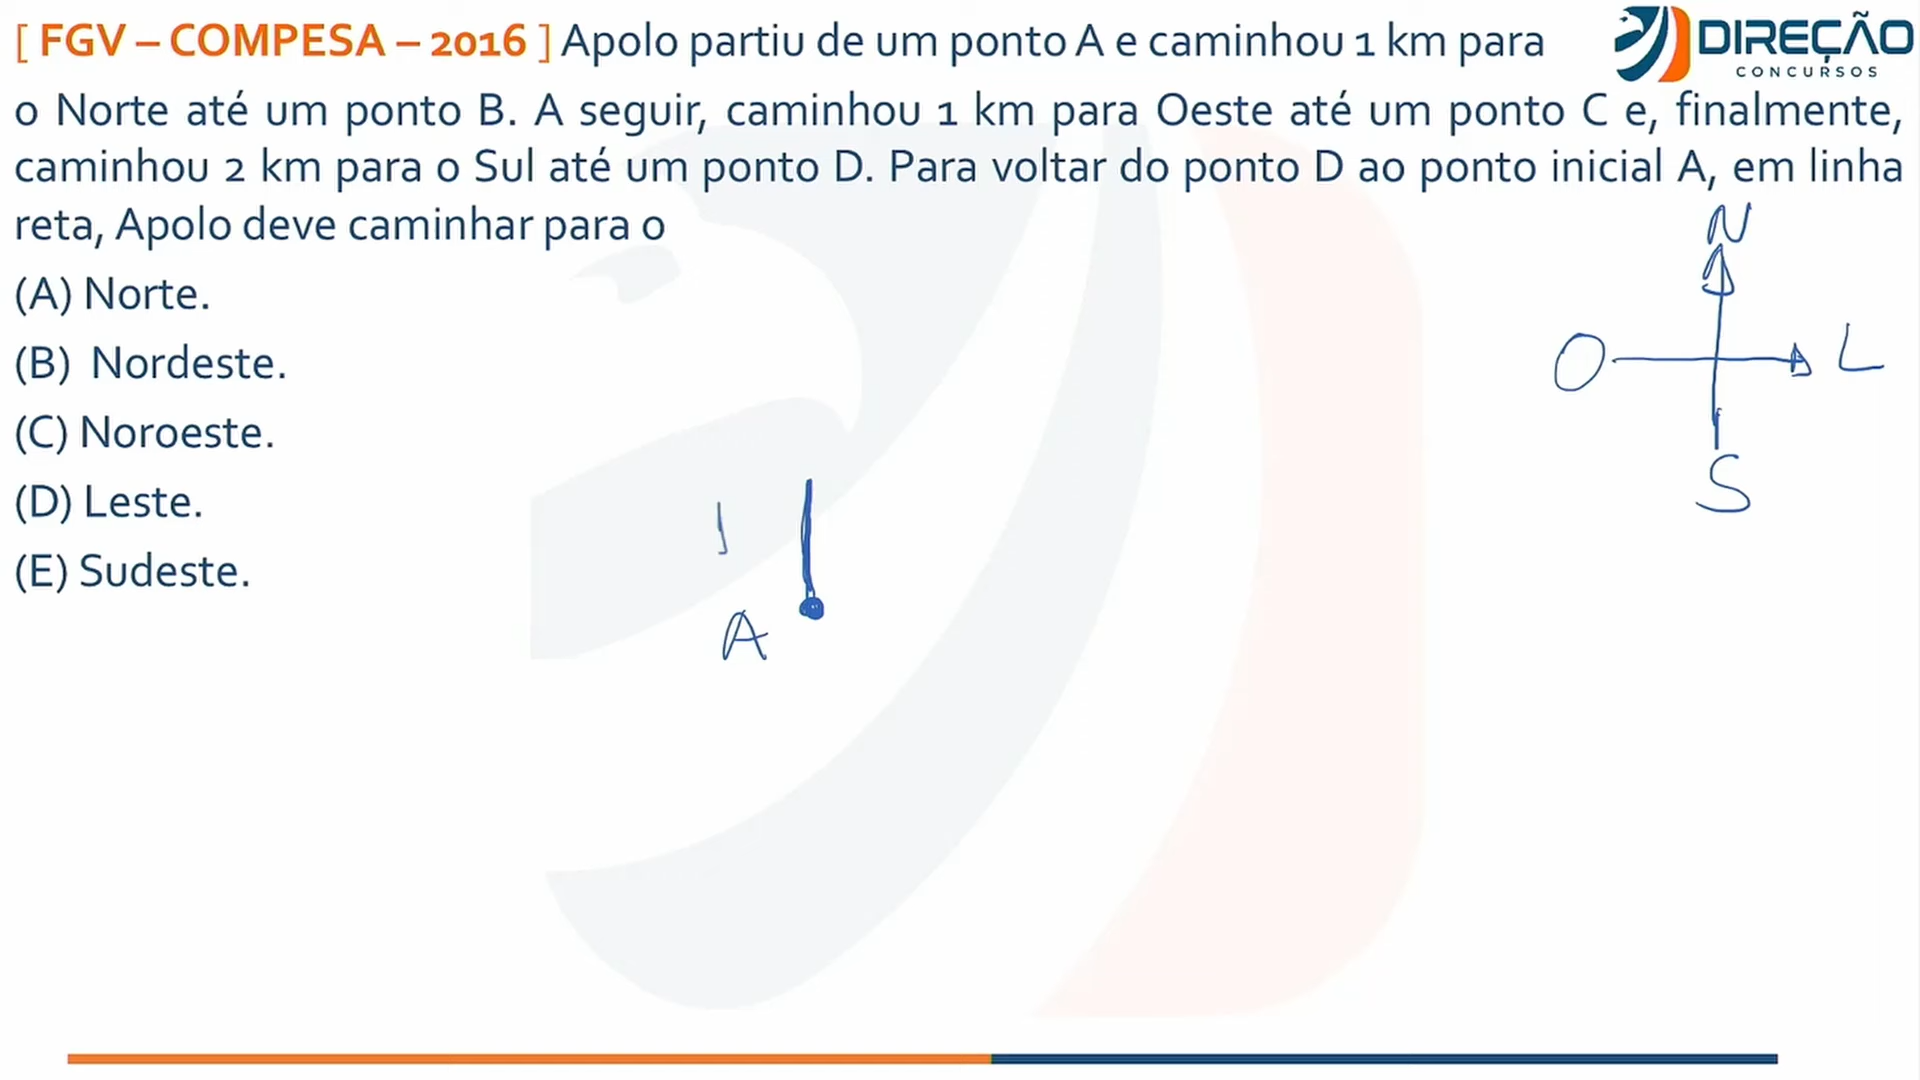 [ FGV – COMPESA – 2016 ] Apolo partiu de um ponto A e caminhou 1 km para
DIREÇÃO
CONCURSOS
o Norte até um ponto B. A seguir, caminhou 1 km para Oeste até um ponto C e, finalmente,
caminhou 2 km para o Sul até um ponto D. Para voltar do ponto D ao ponto inicial A, em linha
reta, Apolo deve caminhar para o
N
(A) Norte.
(B) Nordeste.
O L
(C) Noroeste.
(D) Leste.
S
1
(E) Sudeste.
A